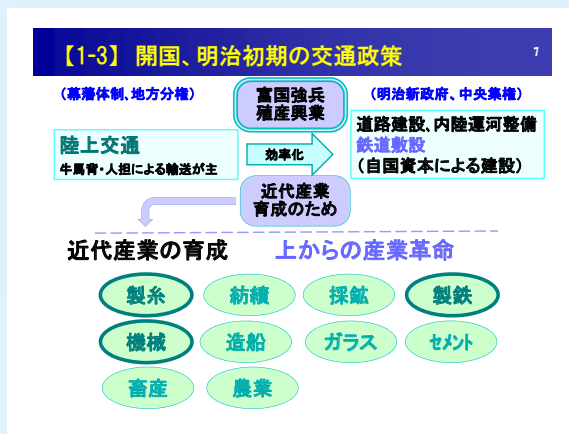 【1-3】 開国、明治初期の交通政策
7
(幕藩体制、地方分権)
富国強兵
殖産興業
(明治新政府、中央集権)
陸上交通
牛馬背・人担による輸送が主
効率化
道路建設、内陸運河整備
鉄道敷設
(自国資本による建設)
近代産業
育成のため
近代産業の育成
上からの産業革命
製糸
紡績
採鉱
製鉄
機械
造船
ガラス
セメント
畜産
農業